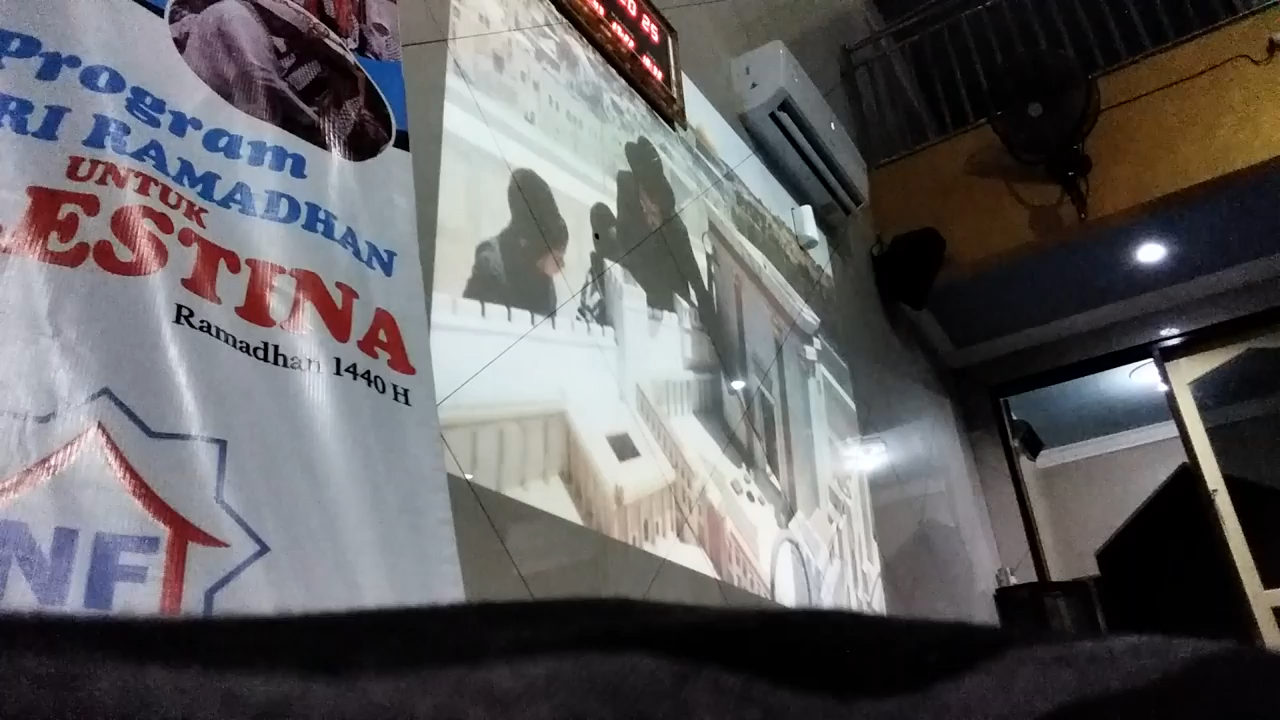 Program
RI RAMADHAN
UNTUK
ESTINA
Ramadhan 1440 H
NF